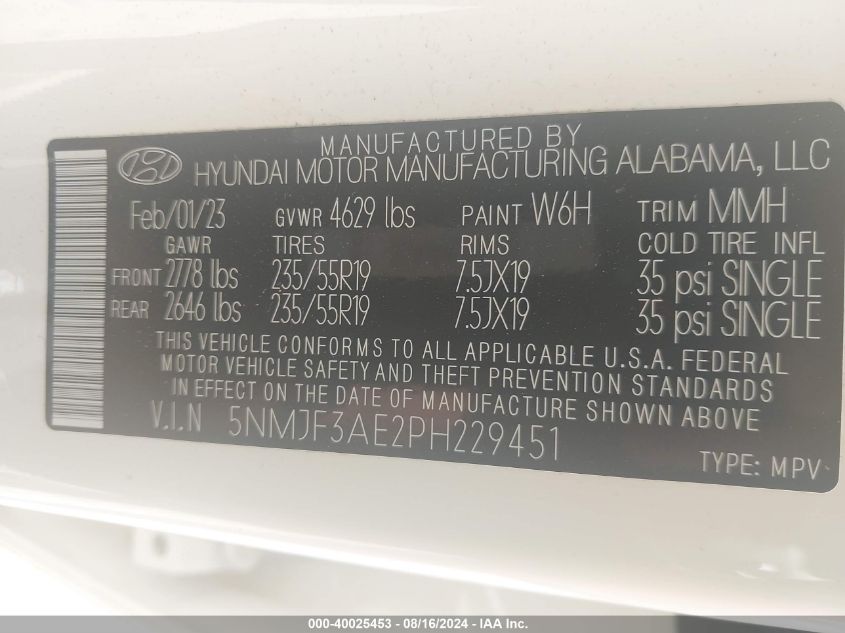 MANUFACTURED BY
HYUNDAI MOTOR MANUFACTURING ALABAMA, LLC
Feb/01/23 GVWR 4629 lbs PAINT W6H TRIM MMH
GAWR TIRES RIMS COLD TIRE INFL
FRONT 2778 lbs 235/55R19 7.5JX19 35 psi SINGLE
REAR 2646 lbs 235/55R19 7.5JX19 35 psi SINGLE
THIS VEHICLE CONFORMS TO ALL APPLICABLE U.S.A. FEDERAL
MOTOR VEHICLE SAFETY AND THEFT PREVENTION STANDARDS
IN EFFECT ON THE DATE OF MANUFACTURE SHOWN ABOVE
V.I.N 5NMJF3AE2PH229451
TYPE: MPV
000-40025453 - 08/16/2024 - IAA Inc.